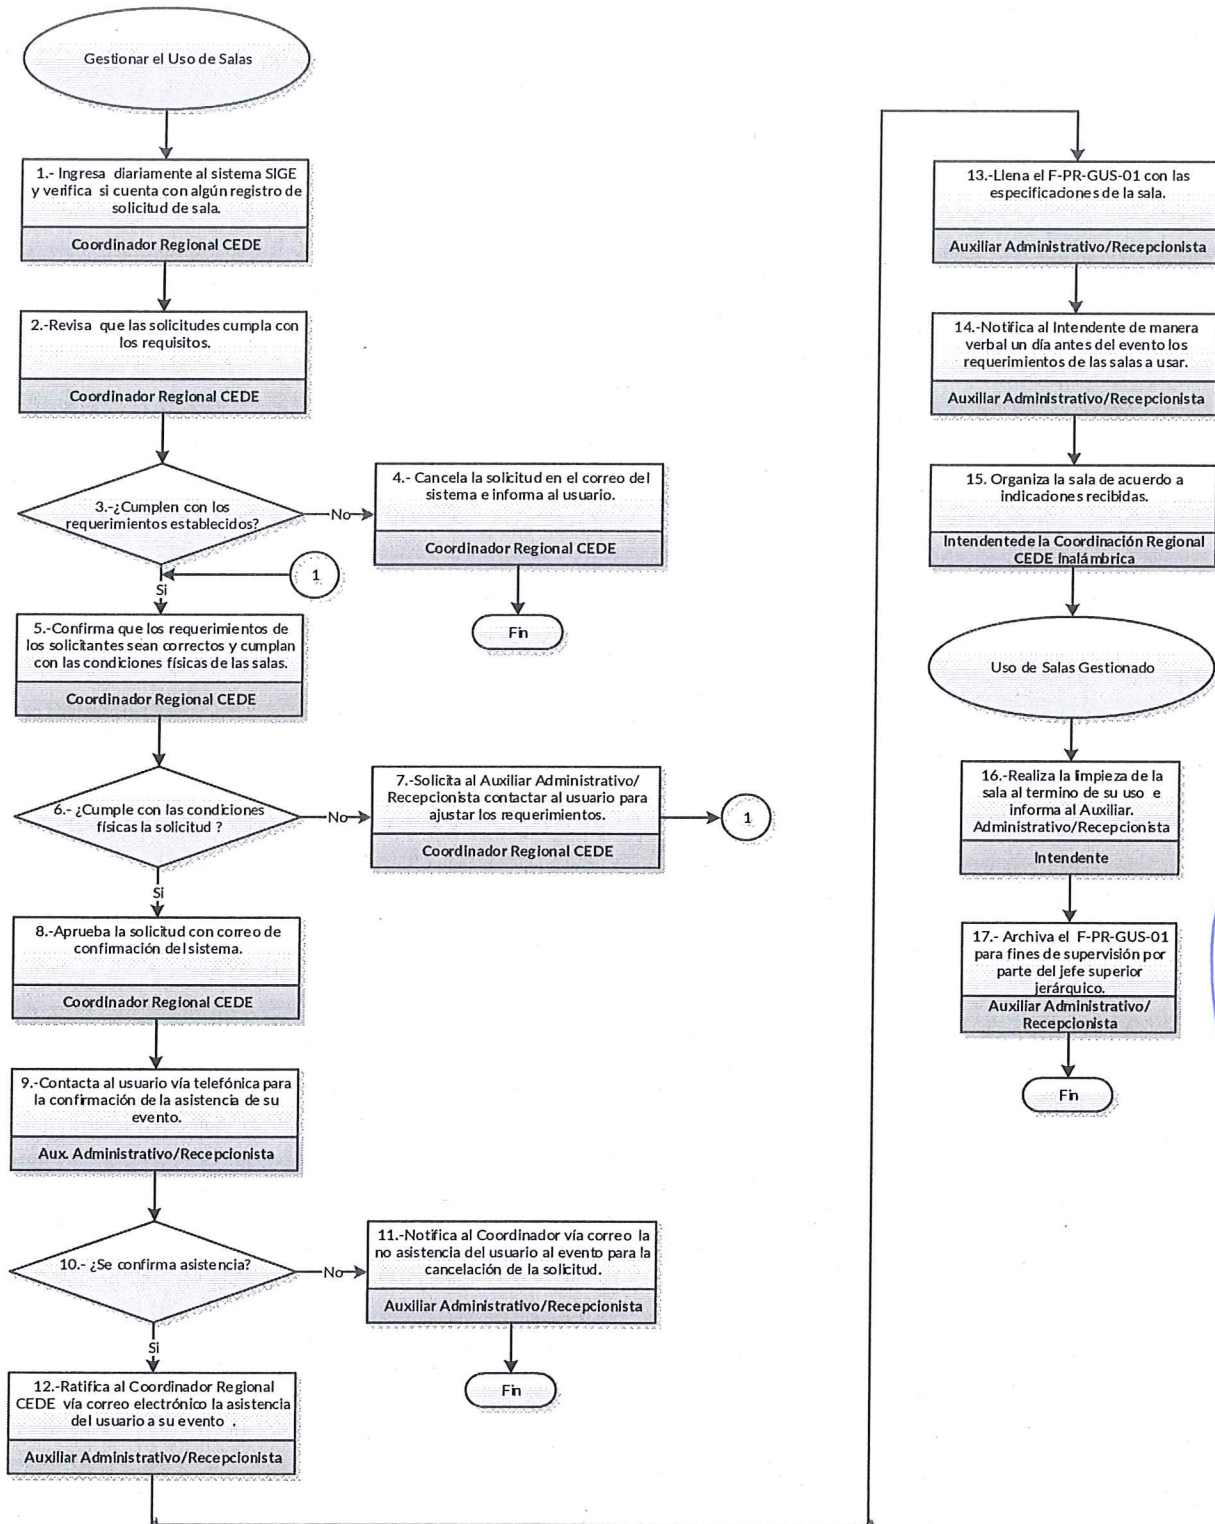 Gestionar el Uso de Salas
1.- Ingresa diariamente al sistema SIGE
y verifica si cuenta con algún registro de
solicitud de sala.
Coordinador Regional CEDE
2.-Revisa que las solicitudes cumpla con
los requisitos.
Coordinador Regional CEDE
3.-¿Cumplen con los
requerimientos establecidos?
No
4.- Cancela la solicitud en el correo del
sistema e informa al usuario.
Coordinador Regional CEDE
Fin
1
Si
5.-Confirma que los requerimientos de
los solicitantes sean correctos y cumplan
con las condiciones físicas de las salas.
Coordinador Regional CEDE
6.- ¿Cumple con las condiciones
físicas la solicitud ?
No
7.-Solicita al Auxiliar Administrativo/
Recepcionista contactar al usuario para
ajustar los requerimientos.
Coordinador Regional CEDE
1
Si
8.-Aprueba la solicitud con correo de
confirmación del sistema.
Coordinador Regional CEDE
9.-Contacta al usuario vía telefónica para
la confirmación de la asistencia de su
evento.
Aux. Administrativo/Recepcionista
10.- ¿Se confirma asistencia?
No
11.-Notifica al Coordinador vía correo la
no asistencia del usuario al evento para la
cancelación de la solicitud.
Auxiliar Administrativo/Recepcionista
Fin
Si
12.-Ratifica al Coordinador Regional
CEDE vía correo electrónico la asistencia
del usuario a su evento .
Auxiliar Administrativo/Recepcionista
13.-Llena el F-PR-GUS-01 con las
especificaciones de la sala.
Auxiliar Administrativo/Recepcionista
14.-Notifica al Intendente de manera
verbal un día antes del evento los
requerimientos de las salas a usar.
Auxiliar Administrativo/Recepcionista
15. Organiza la sala de acuerdo a
indicaciones recibidas.
Intendentede la Coordinación Regional
CEDE Inalámbrica
Uso de Salas Gestionado
16.-Realiza la limpieza de la
sala al termino de su uso e
informa al Auxiliar.
Administrativo/Recepcionista
Intendente
17.- Archiva el F-PR-GUS-01
para fines de supervisión por
parte del jefe superior
jerárquico.
Auxiliar Administrativo/
Recepcionista
Fin